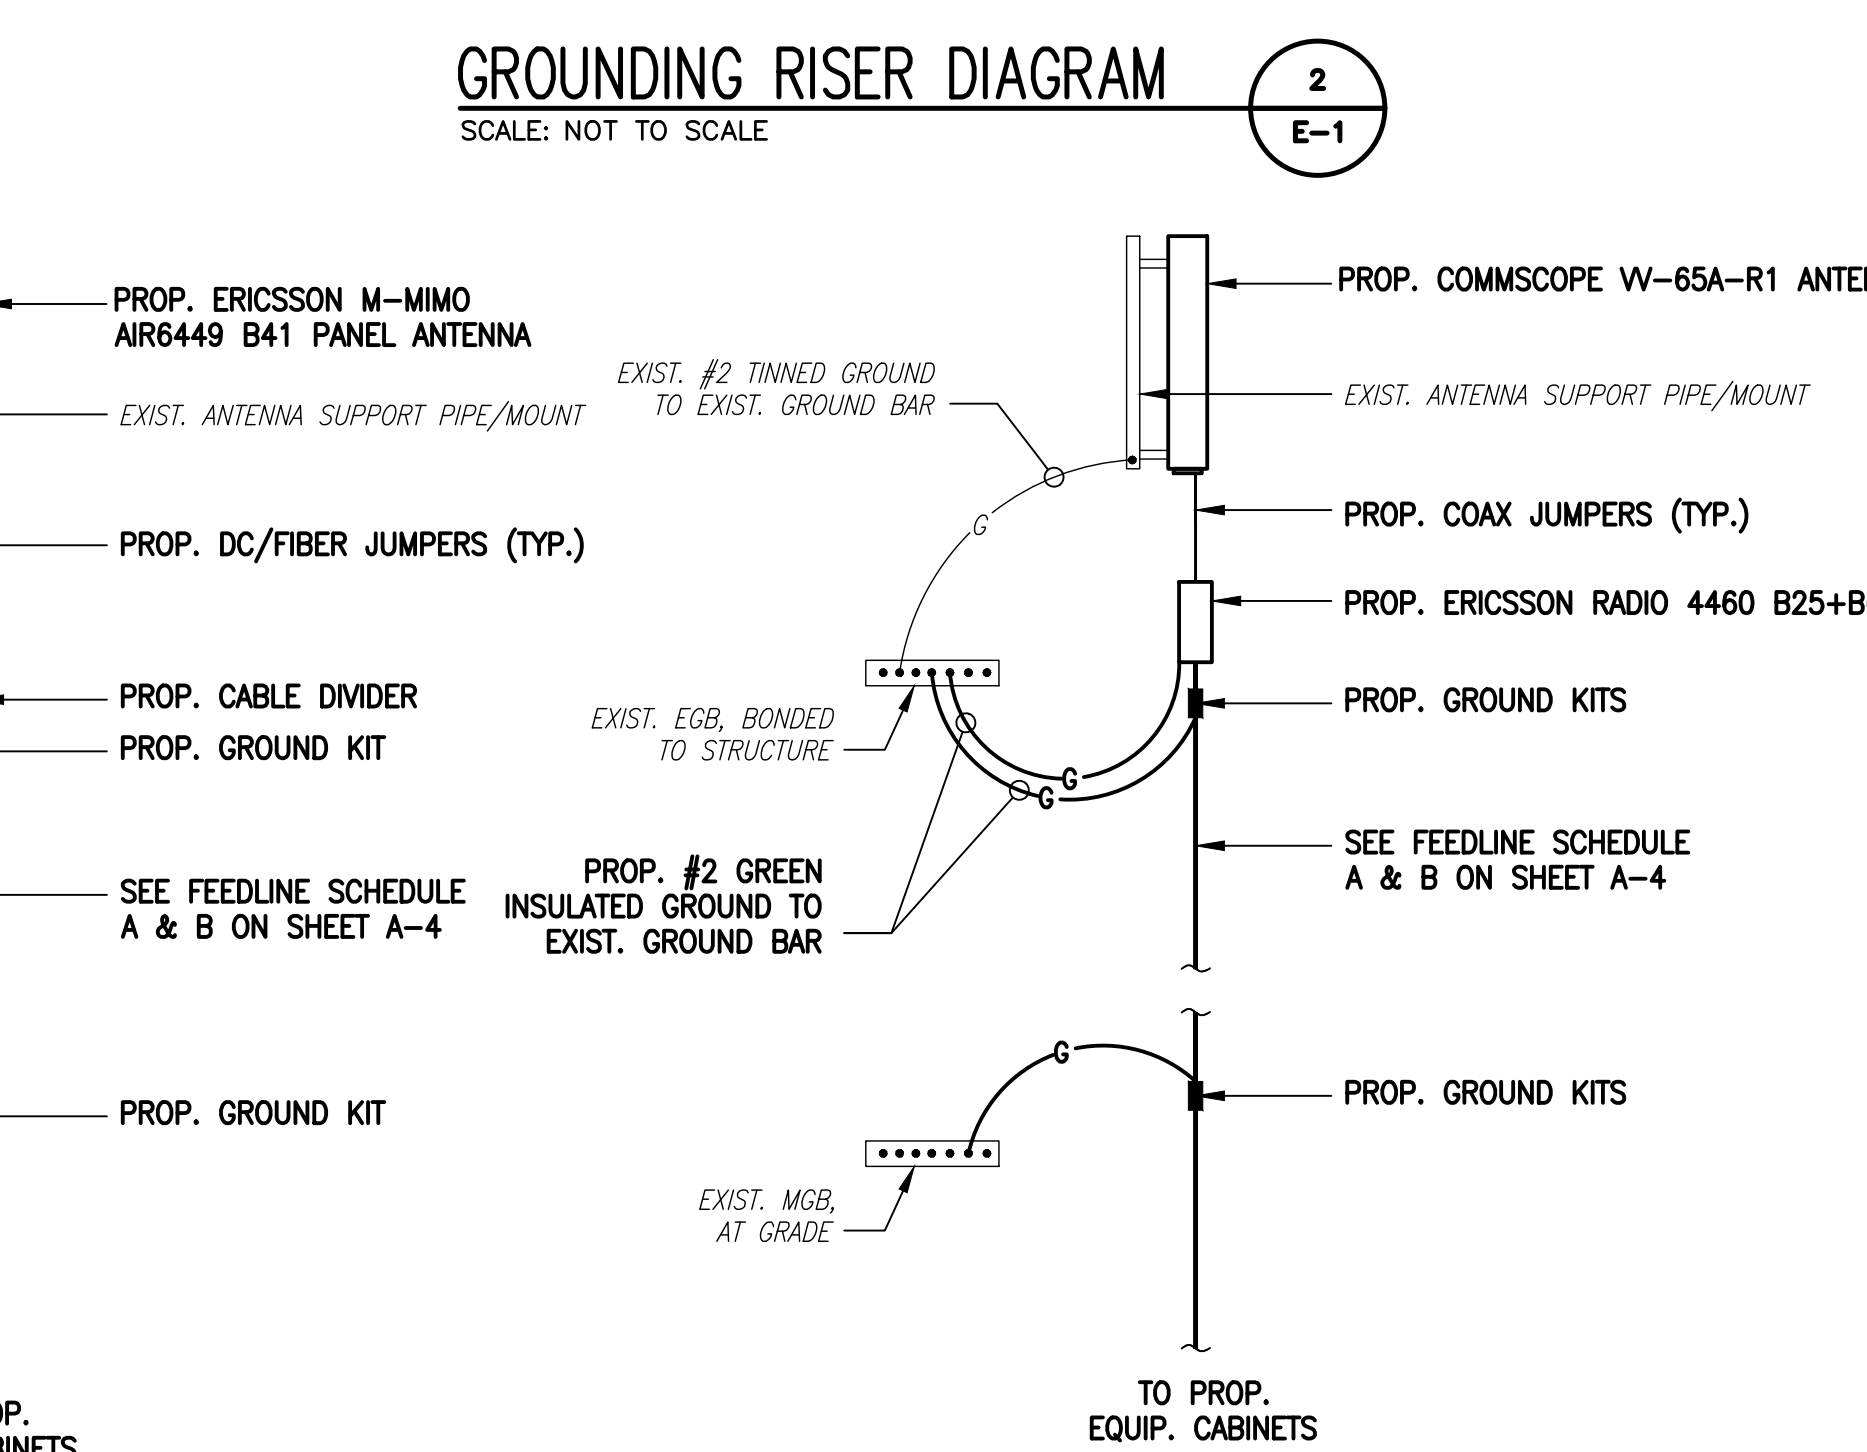 GROUNDING RISER DIAGRAM
SCALE: NOT TO SCALE
2
E-1
PROP. ERICSSON M-MIMO
AIR6449 B41 PANEL ANTENNA
EXIST. ANTENNA SUPPORT PIPE/MOUNT
PROP. DC/FIBER JUMPERS (TYP.)
PROP. CABLE DIVIDER
PROP. GROUND KIT
SEE FEEDLINE SCHEDULE
A & B ON SHEET A-4
PROP. GROUND KIT
EXIST. #2 TINNED GROUND
TO EXIST. GROUND BAR
G
EXIST. EGB, BONDED
TO STRUCTURE
G
G
PROP. #2 GREEN
INSULATED GROUND TO
EXIST. GROUND BAR
G
EXIST. MGB,
AT GRADE
PROP. COMMSCOPE VV-65A-R1
EXIST. ANTENNA SUPPORT PIPE/MOUNT
PROP. COAX JUMPERS (TYP.)
PROP. ERICSSON RADIO 4460
PROP. GROUND KITS
SEE FEEDLINE SCHEDULE
A & B ON SHEET A-4
PROP. GROUND KITS
TO PROP.
EQUIP. CABINETS